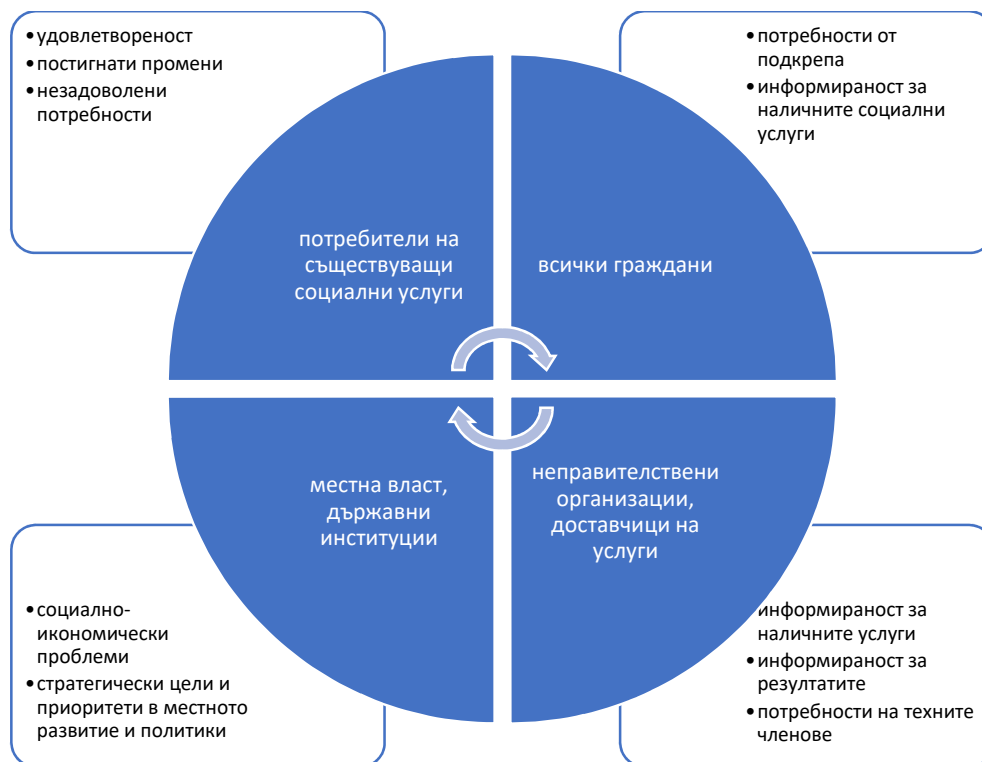 •удовлетвореност
•постигнати промени
•незадоволени
потребности
•потребности от
подкрепа
•информираност за
наличните социални
услуги
потребители на
съществуващи
социални услуги
всички граждани
местна власт,
държавни
институции
неправителствени
организации,
доставчици на
услуги
•социално-
икономически
проблеми
•стратегически цели и
приоритети в местното
развитие и политики
информираност за
наличните услуги
•информираност за
резултатите
•потребности на техните
членове